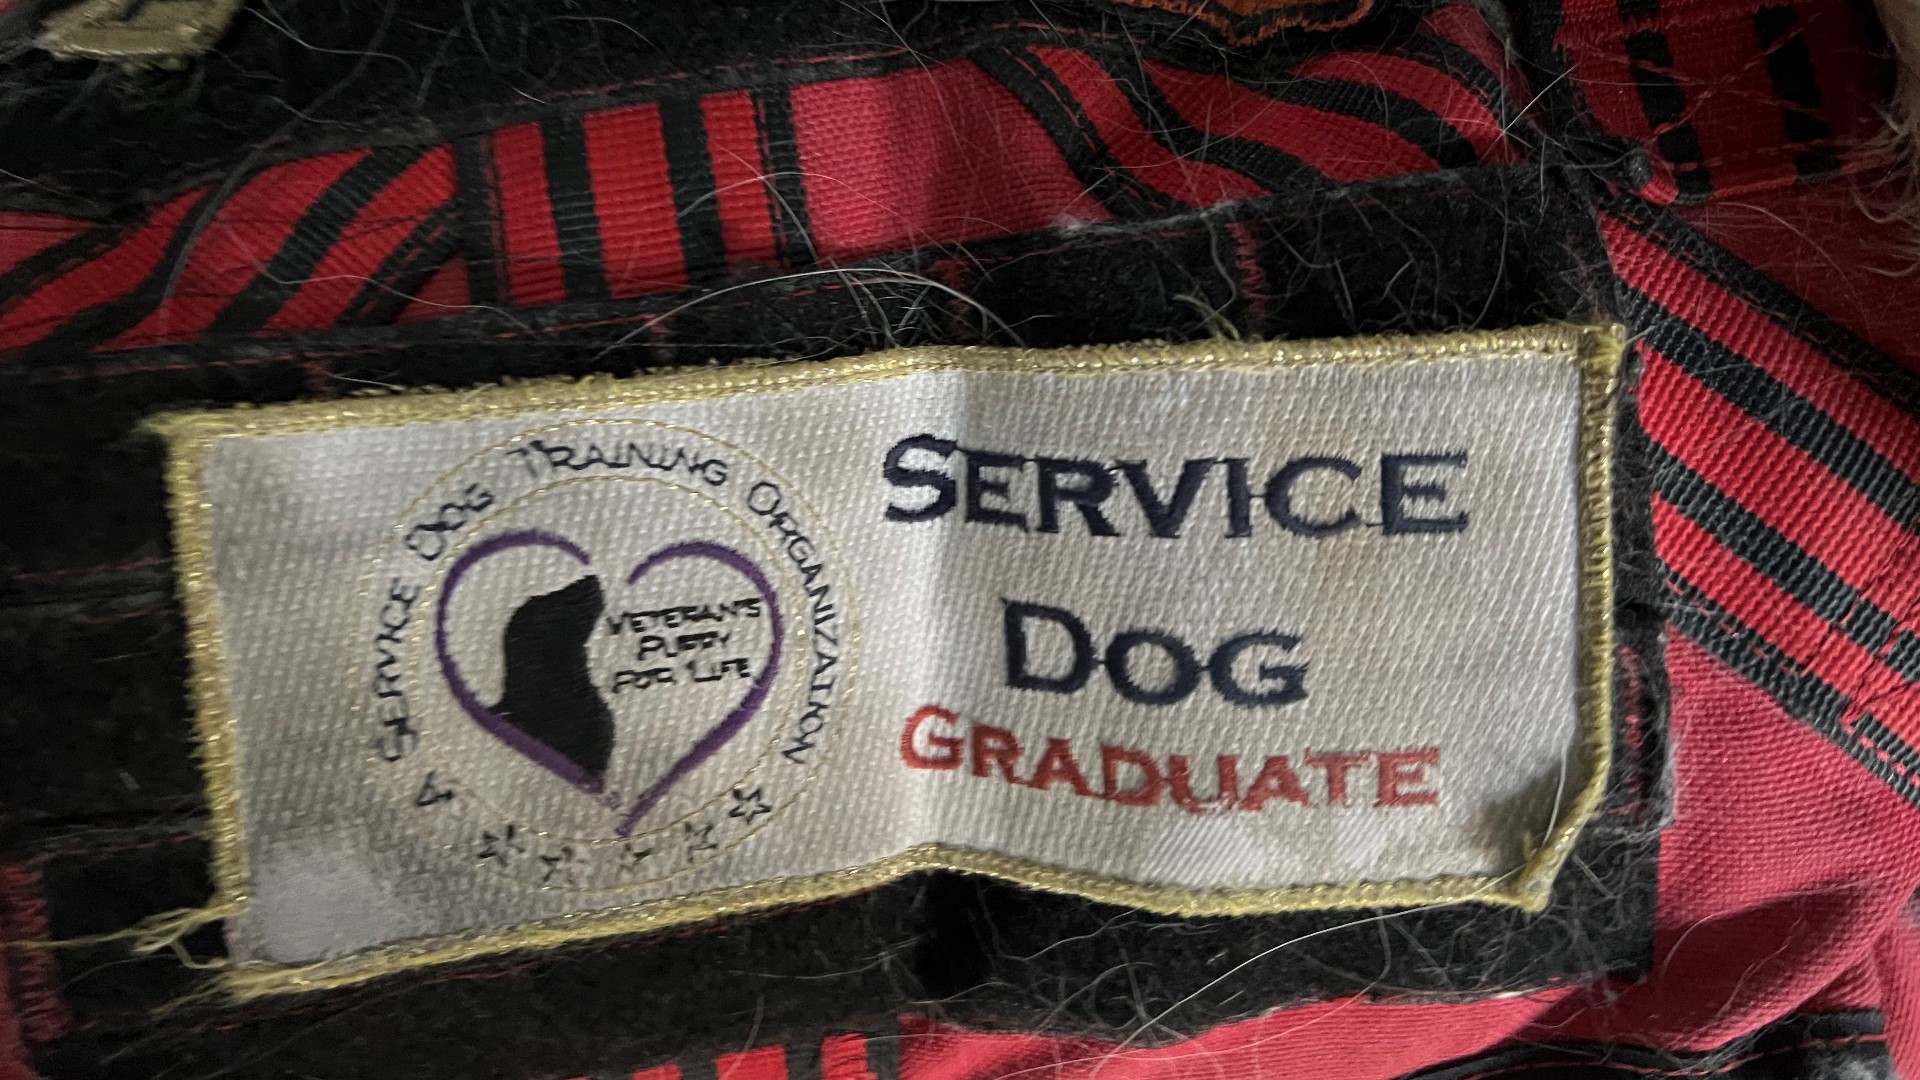 A SERVICE DOG TRAINING ORGANIZATION
VETERAN'S
PUPPY
FOR LIFE
SERVICE
DOG
GRADUATE